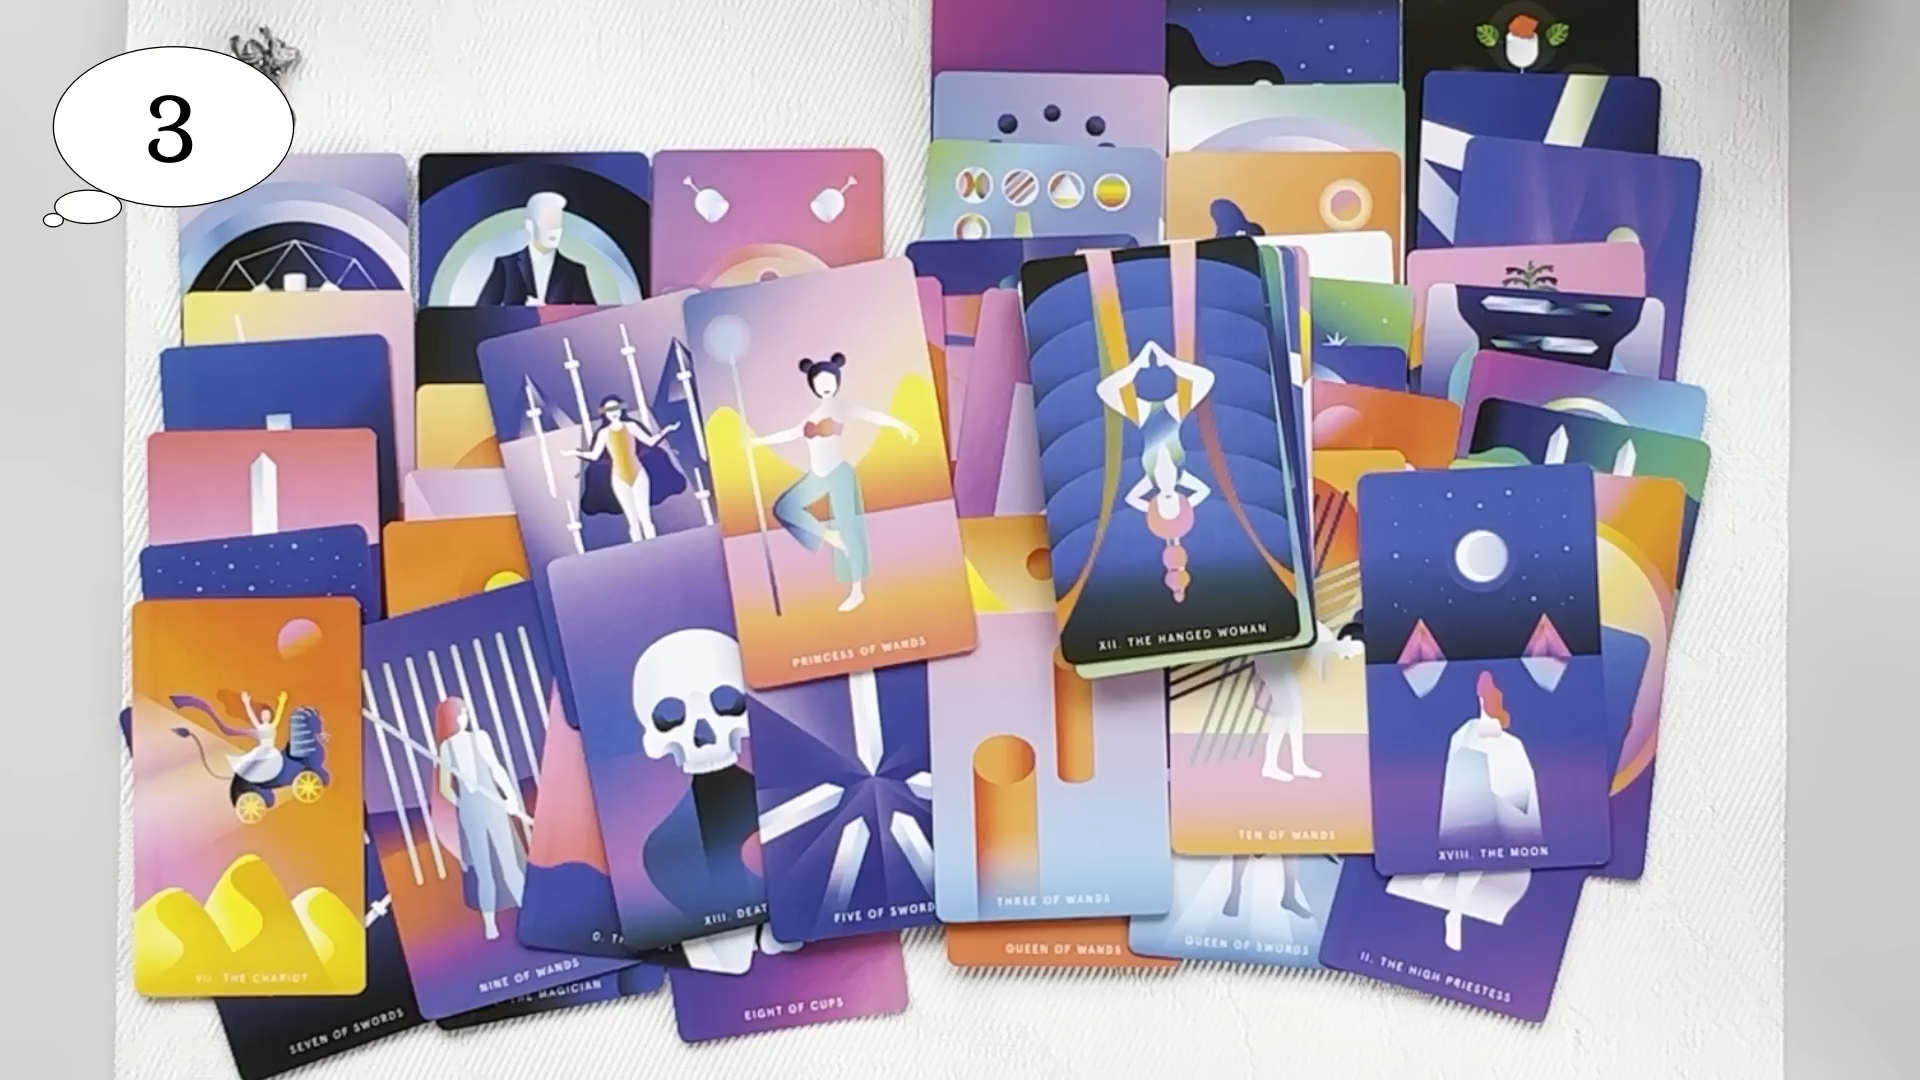 3
PRINCESS OF WANDS
XII. THE HANGED WOMAN
TEN OF WANDS
XVIII. THE MOON
THREE OF WANDS
XIII. DEAT
FIVE OF SWORD
QUEEN OF WANDS
QUEEN OF SWORDS
II. THE HIGH PRIESTESS
VII. THE CHARIOT
NINE OF WANDS
THE MAGICIAN
EIGHT OF CUPS
SEVEN OF SWORDS